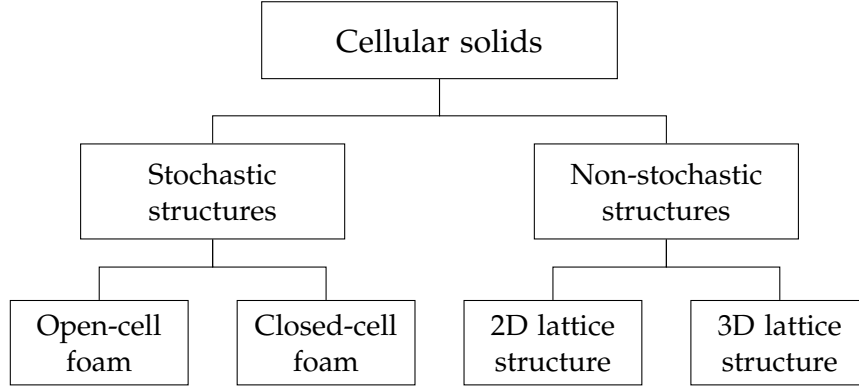 Cellular solids
Stochastic
structures
Non-stochastic
structures
Open-cell
foam
Closed-cell
foam
2D lattice
structure
3D lattice
structure